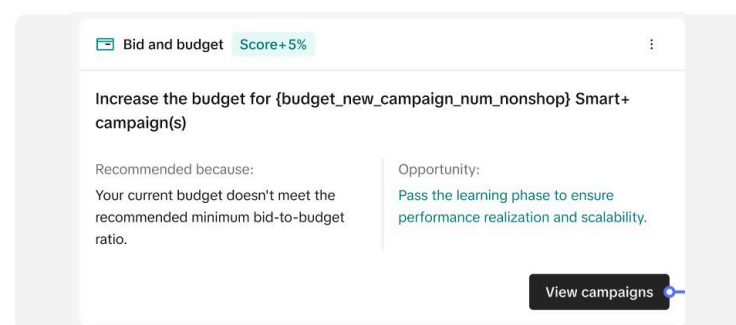 Bid and budget Score+5%
Increase the budget for {budget_new_campaign_num_nonshop} Smart+
campaign(s)
Recommended because:
Your current budget doesn't meet the
recommended minimum bid-to-budget
ratio.
Opportunity:
Pass the learning phase to ensure
performance realization and scalability.
View campaigns